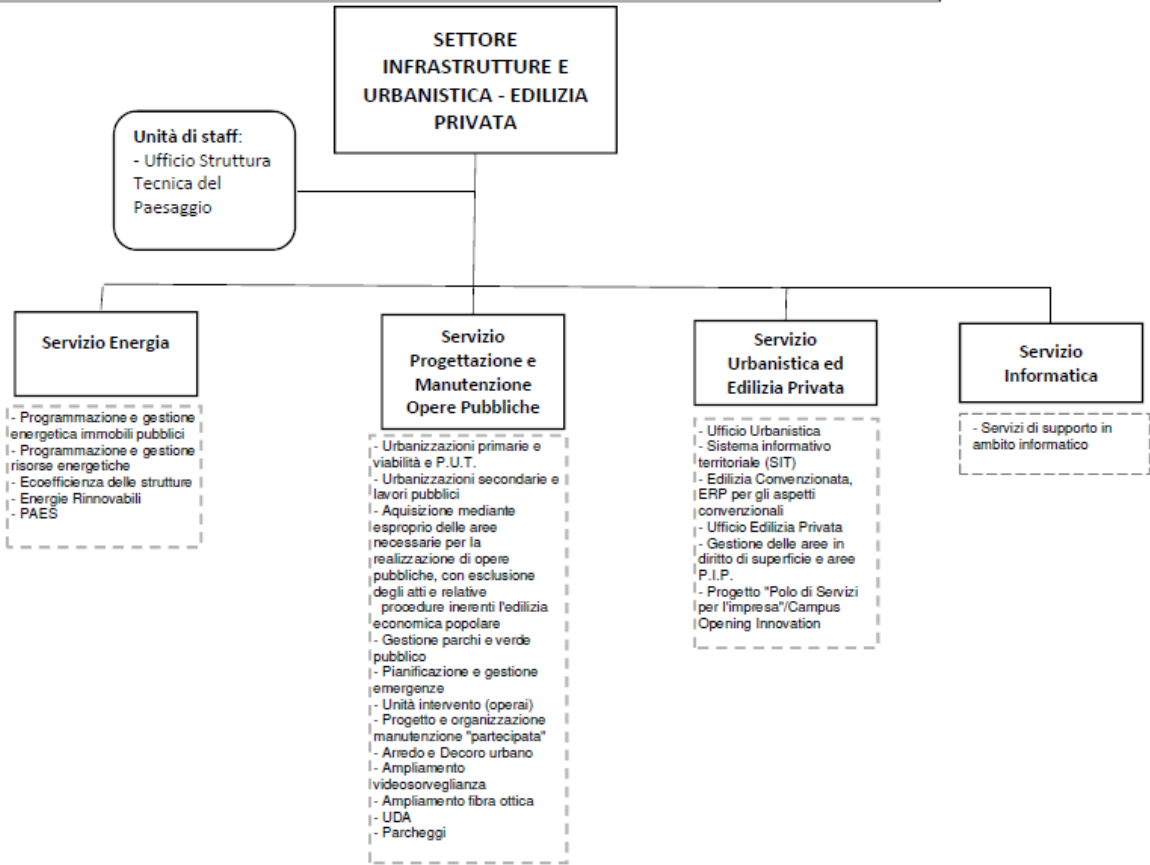 SETTORE
INFRASTRUTTURE E
URBANISTICA - EDILIZIA
PRIVATA
Unità di staff:
- Ufficio Struttura
Tecnica del
Paesaggio
Servizio Energia
- Programmazione e gestione
energetica immobili pubblici
- Programmazione e gestione
risorse energetiche
- Ecoefficienza delle strutture
- Energie Rinnovabili
- PAES
Servizio
Progettazione e
Manutenzione
Opere Pubbliche
- Urbanizzazioni primarie e
viabilità e P.U.T.
- Urbanizzazioni secondarie e
lavori pubblici
- Aquisizione mediante
esproprio delle aree
necessarie per la
realizzazione di opere
pubbliche, con esclusione
degli atti e relative
procedure inerenti l'edilizia
economica popolare
- Gestione parchi e verde
pubblico
- Pianificazione e gestione
emergenze
- Unità intervento (operai)
- Progetto e organizzazione
manutenzione "partecipata"
- Arredo e Decoro urbano
- Ampliamento
videosorveglianza
- Ampliamento fibra ottica
- UDA
- Parcheggi
Servizio
Urbanistica ed
Edilizia Privata
- Ufficio Urbanistica
- Sistema informativo
territoriale (SIT)
- Edilizia Convenzionata,
ERP per gli aspetti
convenzionali
- Ufficio Edilizia Privata
- Gestione delle aree in
diritto di superficie e aree
P.I.P.
- Progetto "Polo di Servizi
per l'impresa"/Campus
Opening Innovation
Servizio
Informatica
- Servizi di supporto in
ambito informatico